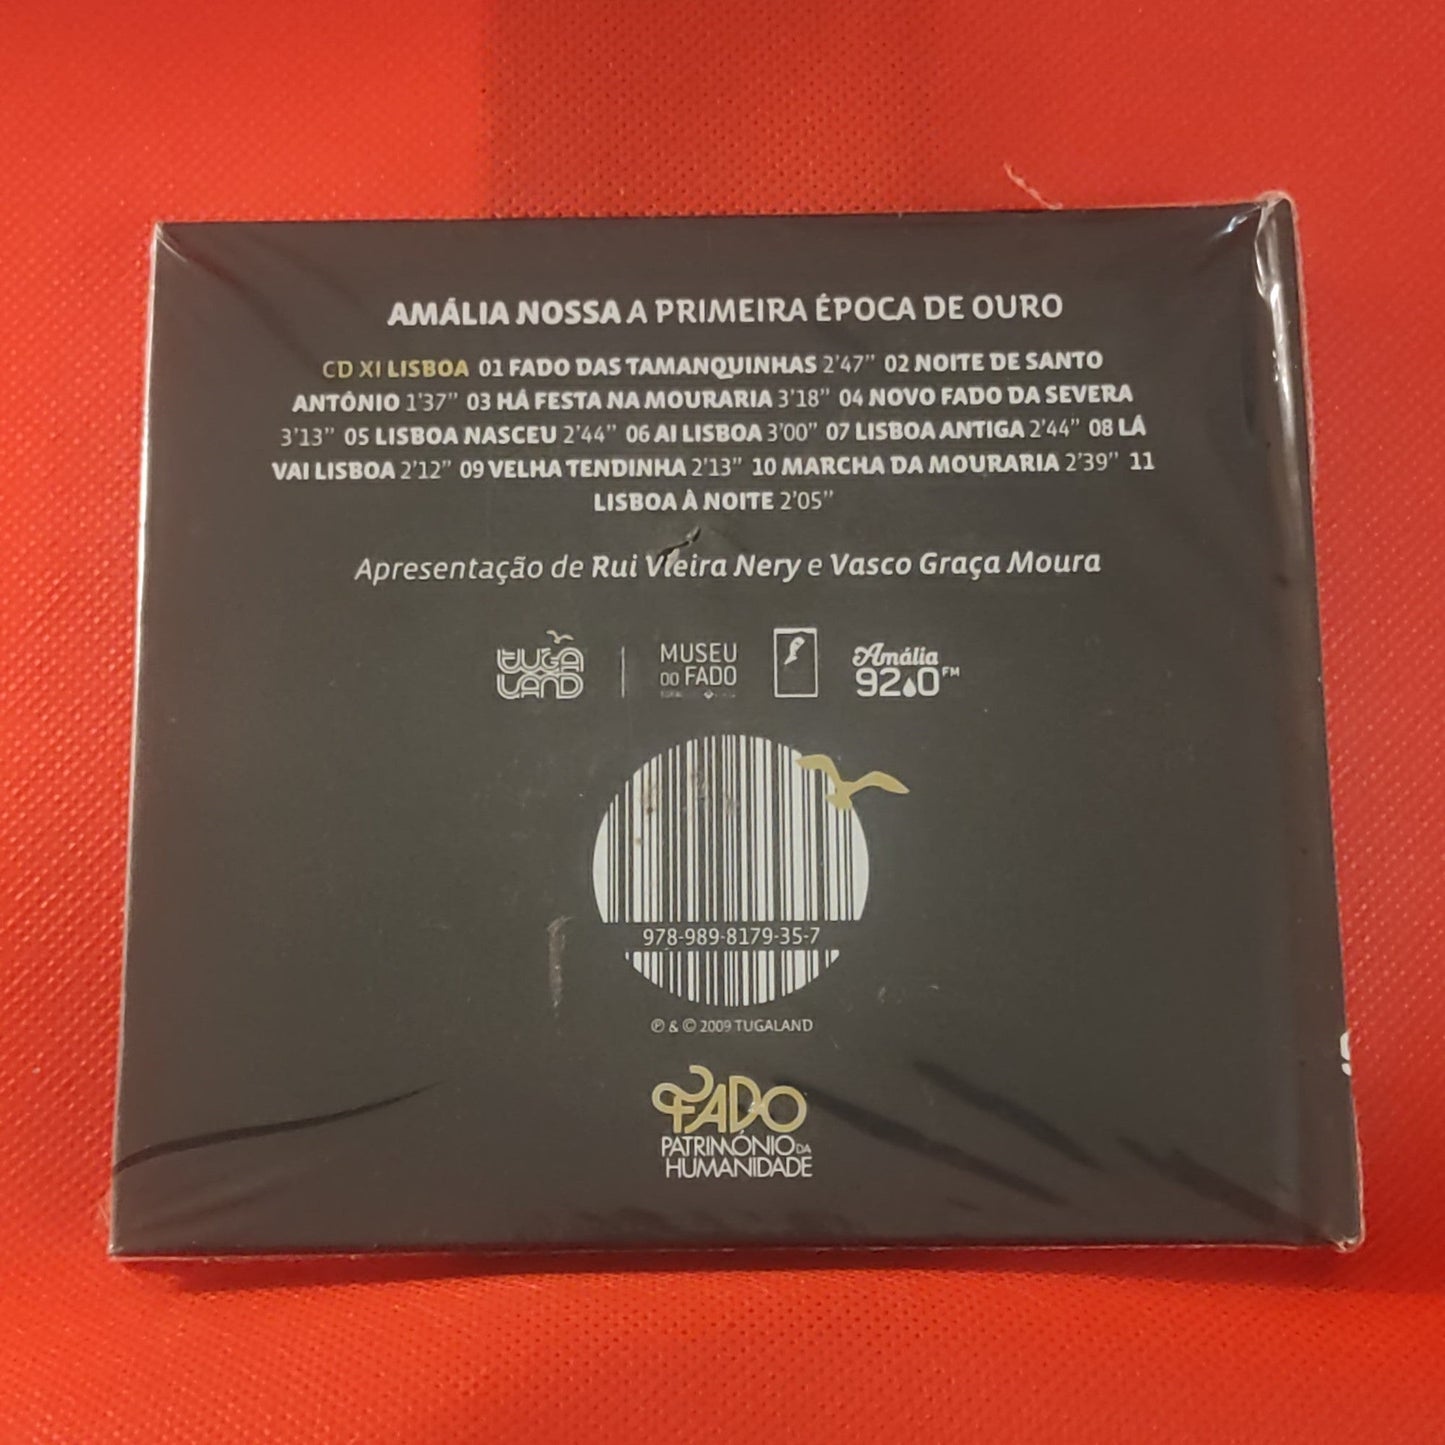 AMÁLIA NOSSA A PRIMEIRA ÉPOCA DE OURO
CD XI LISBOA 01 FADO DAS TAMANQUINHAS 2'47” 02 NOITE DE SANTO
ANTÓNIO 1'37” 03 HÁ FESTA NA MOURARIA 3'18” 04 NOVO FADO DA SEVERA
3'13” 05 LISBOA NASCEU 2'44” 06 AI LISBOA 3'00” 07 LISBOA ANTIGA 2'44” 08 LÁ
VAI LISBOA 2'12” 09 VELHA TENDINHA 2'13” 10 MARCHA DA MOURARIA 2'39” 11
LISBOA À NOITE 2'05”
Apresentação de Rui Vieira Nery e Vasco Graça Moura
TUGA
LAND
MUSEU
DO FADO
Amália
92.0 FM
978-989-8179-35-7
℗ & © 2009 TUGALAND
FADO
PATRIMÓNIO DA
HUMANIDADE